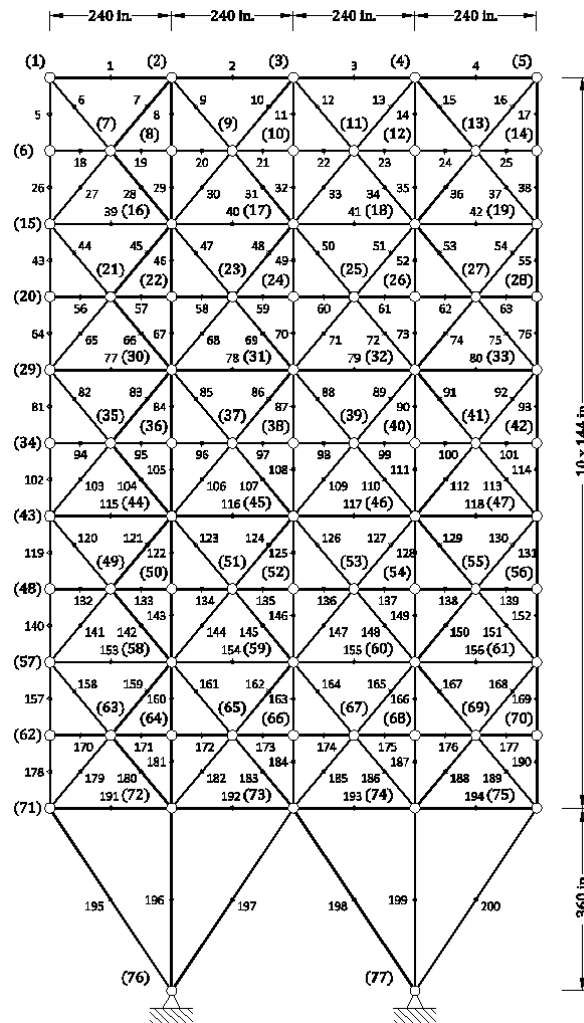 240 in. 240 in. 240 in. 240 in.
(1) 1 (2) 2 (3) 3 (4) 4 (5)
6 7 9 10 12 13 15 16
5 8 11 14 17
(7) (8) (9) (10) (11) (12) (13) (14)
(6) 18 19 20 21 22 23 24 25
26 27 28 29 30 31 32 33 34 35 36 37 38
(15) 39 (16) 40 (17) 41 (18) 42 (19)
44 45 47 48 50 51 53 54
43 46 49 52 55
(21) (22) (23) (24) (25) (26) (27) (28)
(20) 56 57 58 59 60 61 62 63
64 65 66 67 68 69 70 71 72 73 74 75 76
(29) 77 (30) 78 (31) 79 (32) 80 (33)
82 83 85 86 88 89 91 92
81 84 87 90 93
(35) (36) (37) (38) (39) (40) (41) (42)
(34) 94 95 96 97 98 99 100 101
102 103 104 105 106 107 108 109 110 111 112 113 114
(43) 115 (44) 116 (45) 117 (46) 118 (47)
120 121 123 124 126 127 129 130
119 122 125 128 131
(49) (50) (51) (52) (53) (54) (55) (56)
(48) 132 133 134 135 136 137 138 139
140 141 142 143 144 145 146 147 148 149 150 151 152
(57) 153 (58) 154 (59) 155 (60) 156 (61)
158 159 161 162 164 165 167 168
157 160 163 166 169
(63) (64) (65) (66) (67) (68) (69) (70)
(62) 170 171 172 173 174 175 176 177
178 179 180 181 182 183 184 185 186 187 188 189 190
(71) 191 (72) 192 (73) 193 (74) 194 (75)
195 196 197 198 199 200
(76) (77)
10 x 144 in.
360 in.